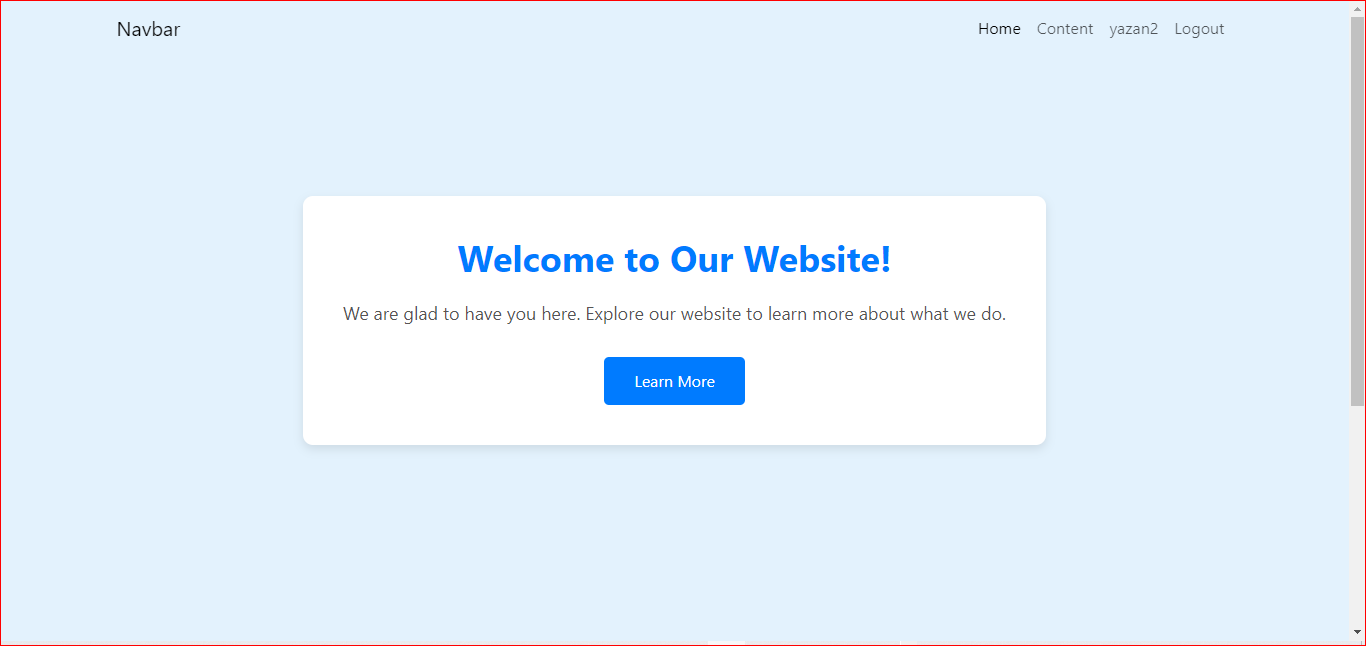 Navbar
Home Content yazan2 Logout
Welcome to Our Website!
We are glad to have you here. Explore our website to learn more about what we do.
Learn More